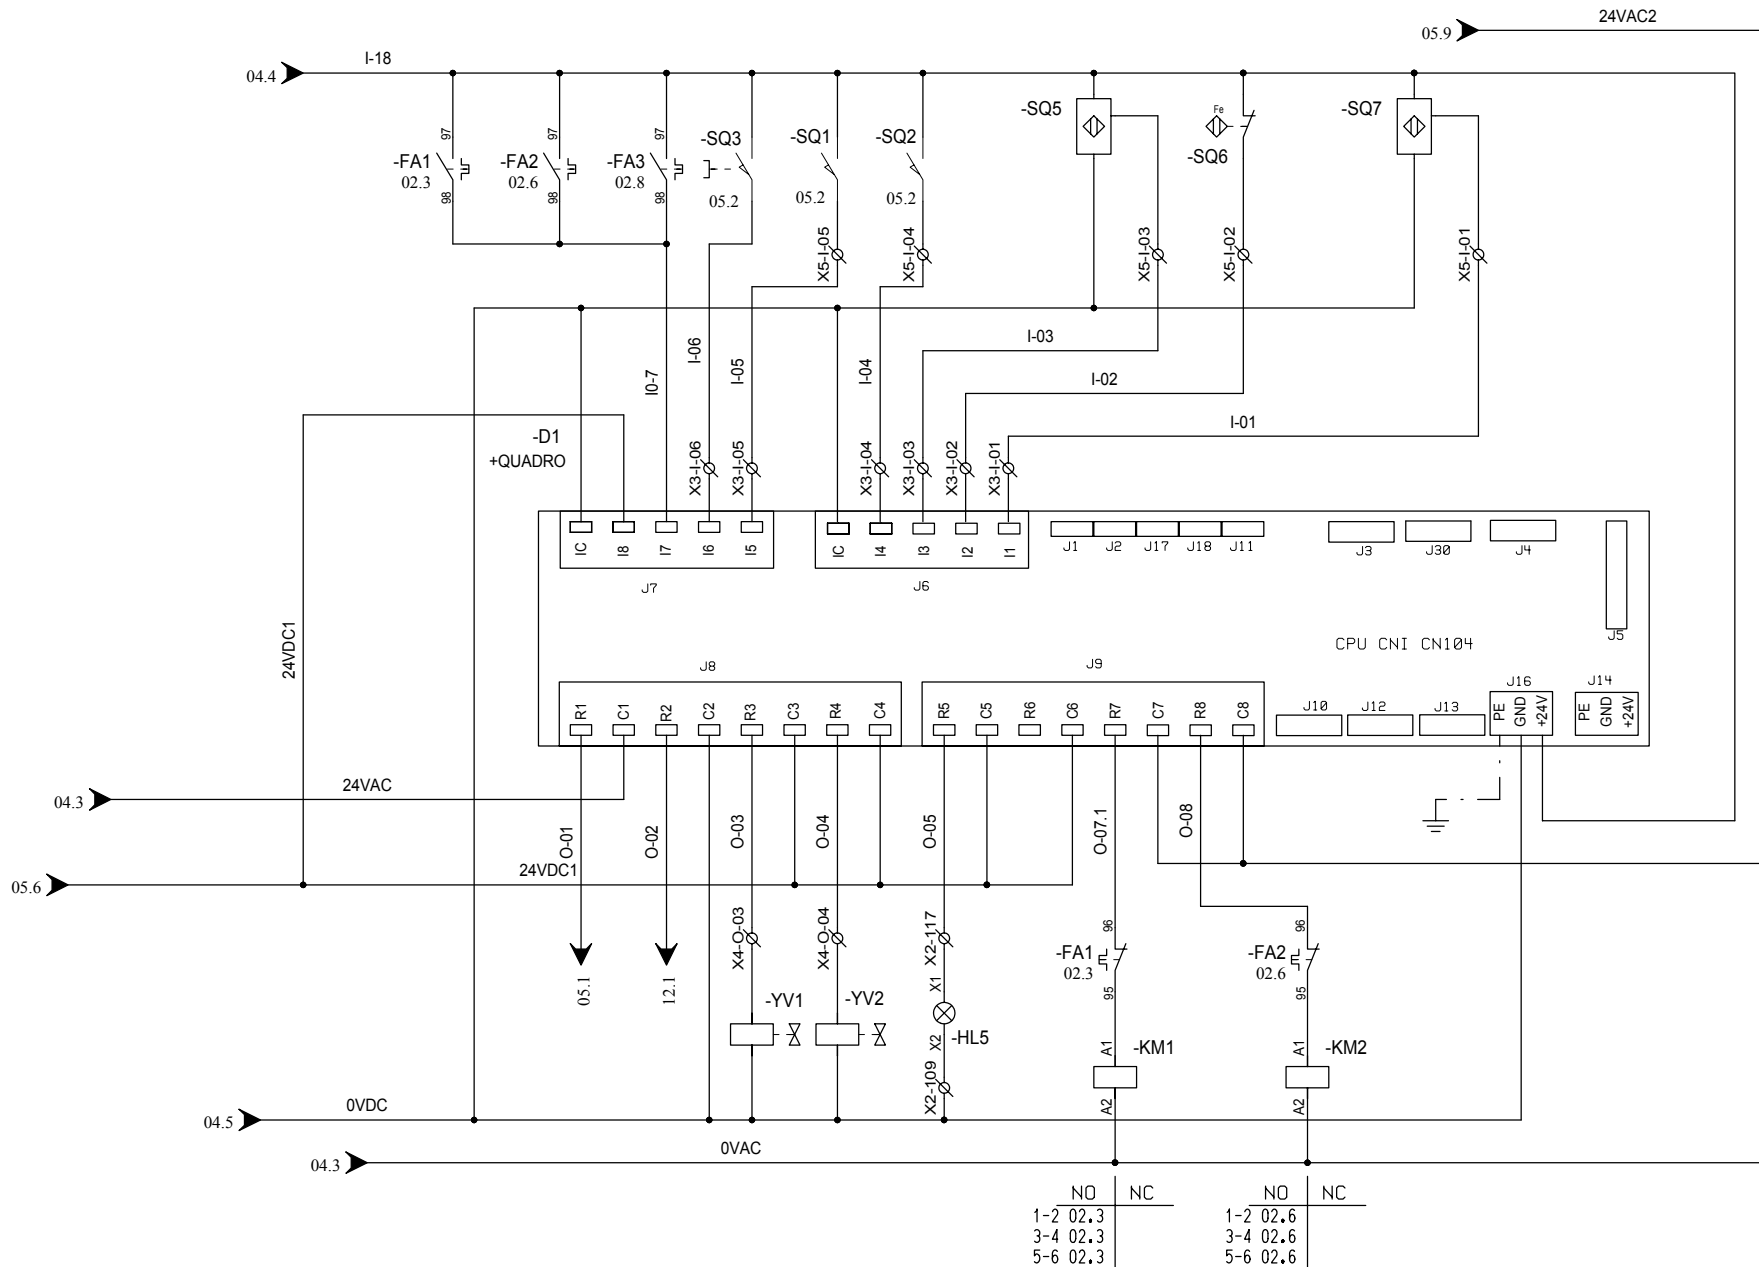 24VAC2
05.9
I-18
04.4
97 97 97
-FA1 -FA2 -FA3 -SQ3 -SQ1 -SQ2 -SQ5 Fe -SQ6 -SQ7
02.3 02.6 02.8 05.2 05.2 05.2
98 98 98
X5-I-05 X5-I-04 X5-I-03 X5-I-02 X5-I-01
I-03
I0-7 I-06 I-05 I-04
I-02
I-01
-D1
+QUADRO
X3-I-06 X3-I-05 X3-I-04 X3-I-03 X3-I-02 X3-I-01
IC I8 I7 I6 I5 IC I4 I3 I2 I1
J1 J2 J17 J18 J11 J3 J30 J4
J7 J6
J5
24VDC1
CPU CNI CN104
J8 J9
J16 J14
R1 C1 R2 C2 R3 C3 R4 C4 R5 C5 R6 C6 R7 C7 R8 C8
J10 J12 J13
PE GND +24V PE GND +24V
24VAC
04.3
O-01 O-02 O-03 O-04 O-05 O-07.1 O-08
24VDC1
05.6
X4-O-03 X4-O-04 X2-117
96 96
-FA1 -FA2
02.3 02.6
95 95
05.1 12.1
X1
-YV1 -YV2
-HL5
X2
A1 A1
-KM1 -KM2
A2 A2
X2-109
0VDC
04.5
0VAC
04.3
NO NC NO NC
1-2 02.3 1-2 02.6
3-4 02.3 3-4 02.6
5-6 02.3 5-6 02.6